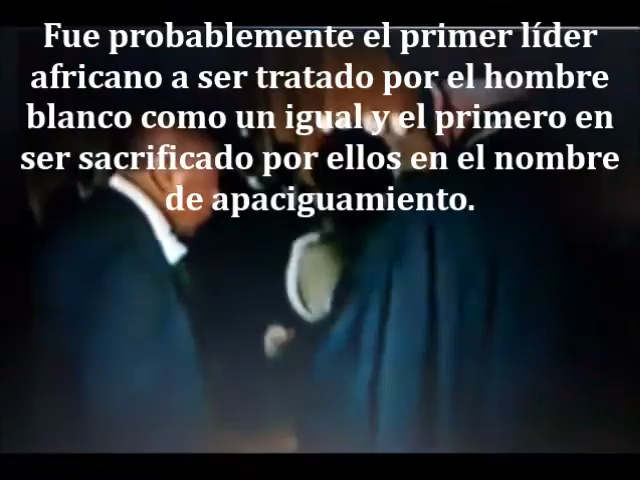 Fue probablemente el primer líder
africano a ser tratado por el hombre
blanco como un igual y el primero en
ser sacrificado por ellos en el nombre
de apaciguamiento.